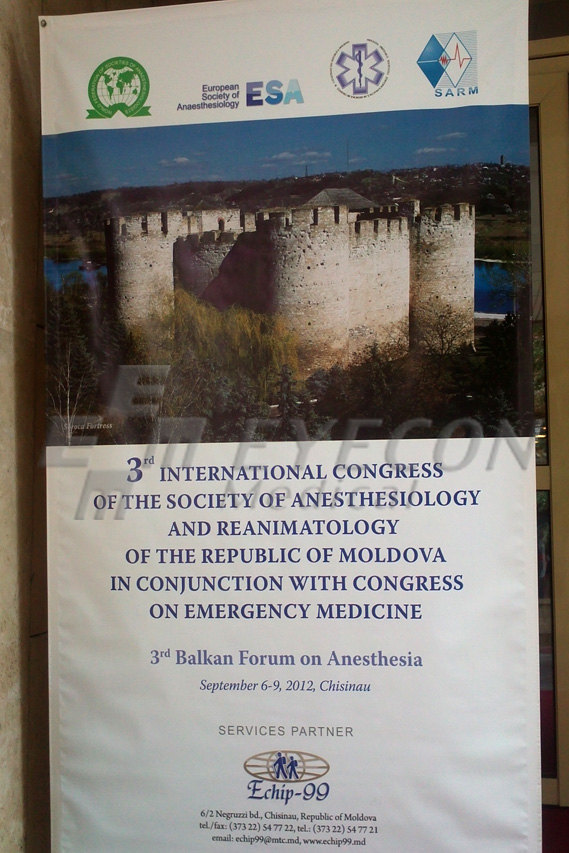 European
Society of
Anaesthesiology
ESA
SARM
Soroca Fortress
EYECON
Medical
3rd INTERNATIONAL CONGRESS
OF THE SOCIETY OF ANESTHESIOLOGY
AND REANIMATOLOGY
OF THE REPUBLIC OF MOLDOVA
IN CONJUNCTION WITH CONGRESS
ON EMERGENCY MEDICINE
3rd Balkan Forum on Anesthesia
September 6-9, 2012, Chisinau
SERVICES PARTNER
Echip-99
6/2 Negruzzi bd., Chisinau, Republic of Moldova
tel./fax: (373 22) 54 77 22, tel.: (373 22) 54 77 21
email: echip99@mtc.md, www.echip99.md